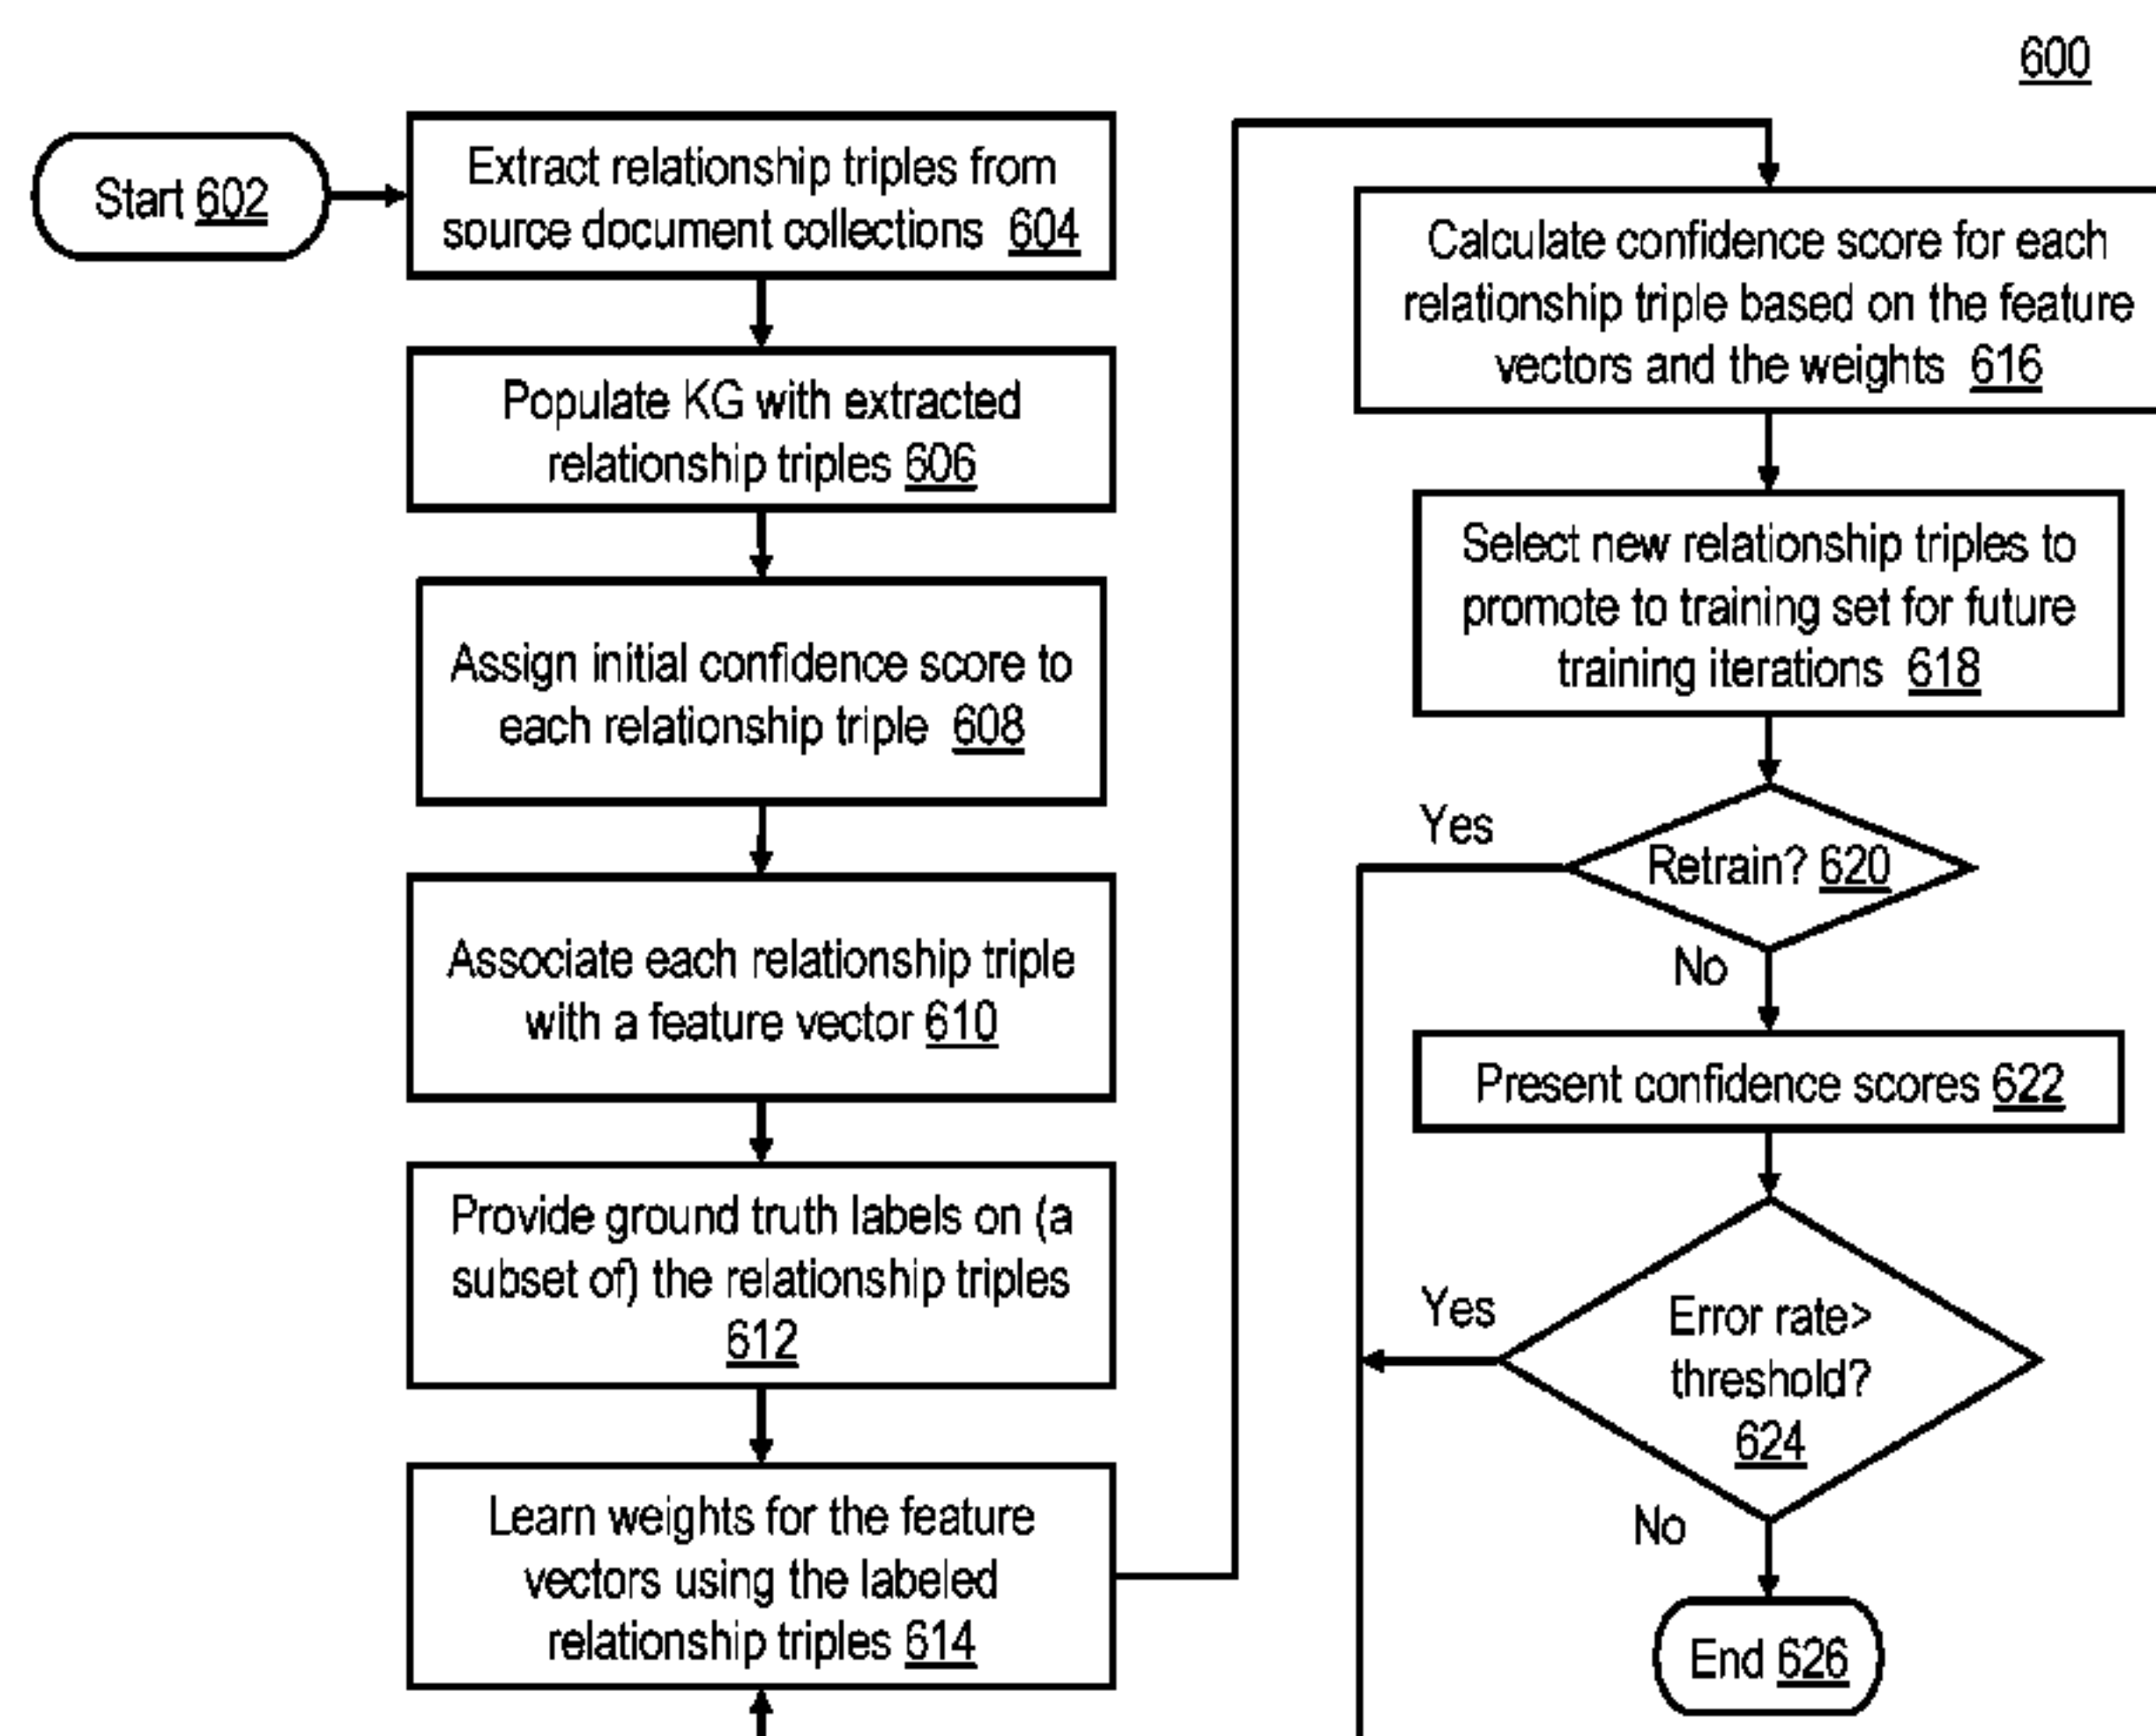 600
Start 602
Extract relationship triples from
source document collections 604
Populate KG with extracted
relationship triples 606
Assign initial confidence score to
each relationship triple 608
Associate each relationship triple
with a feature vector 610
Provide ground truth labels on (a
subset of) the relationship triples
612
Learn weights for the feature
vectors using the labeled
relationship triples 614
Calculate confidence score for each
relationship triple based on the feature
vectors and the weights 616
Select new relationship triples to
promote to training set for future
training iterations 618
Yes
Retrain? 620
No
Present confidence scores 622
Yes
Error rate>
threshold?
624
No
End 626